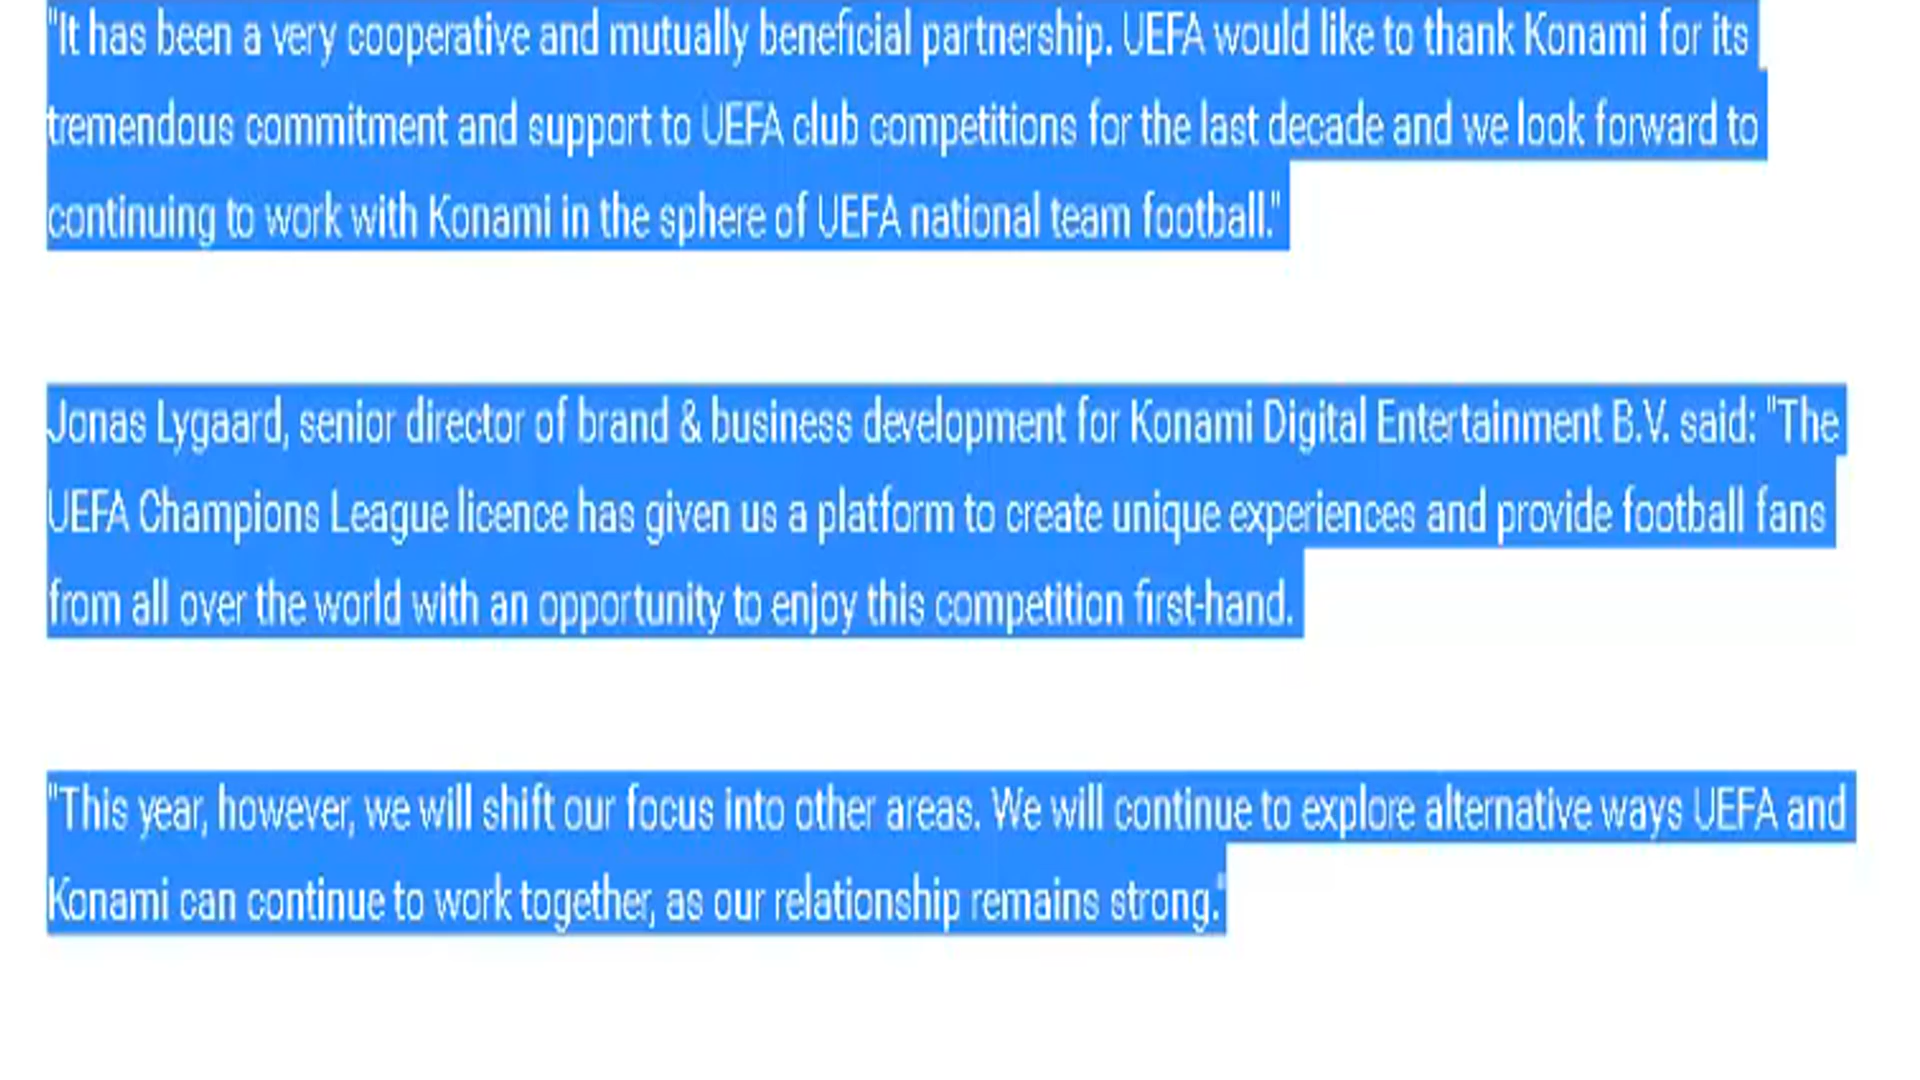 "It has been a very cooperative and mutually beneficial partnership. UEFA would like to thank Konami for its
tremendous commitment and support to UEFA club competitions for the last decade and we look forward to
continuing to work with Konami in the sphere of UEFA national team football."
Jonas Lygaard, senior director of brand & business development for Konami Digital Entertainment B.V. said: "The
UEFA Champions League licence has given us a platform to create unique experiences and provide football fans
from all over the world with an opportunity to enjoy this competition first-hand.
"This year, however, we will shift our focus into other areas. We will continue to explore alternative ways UEFA and
Konami can continue to work together, as our relationship remains strong."